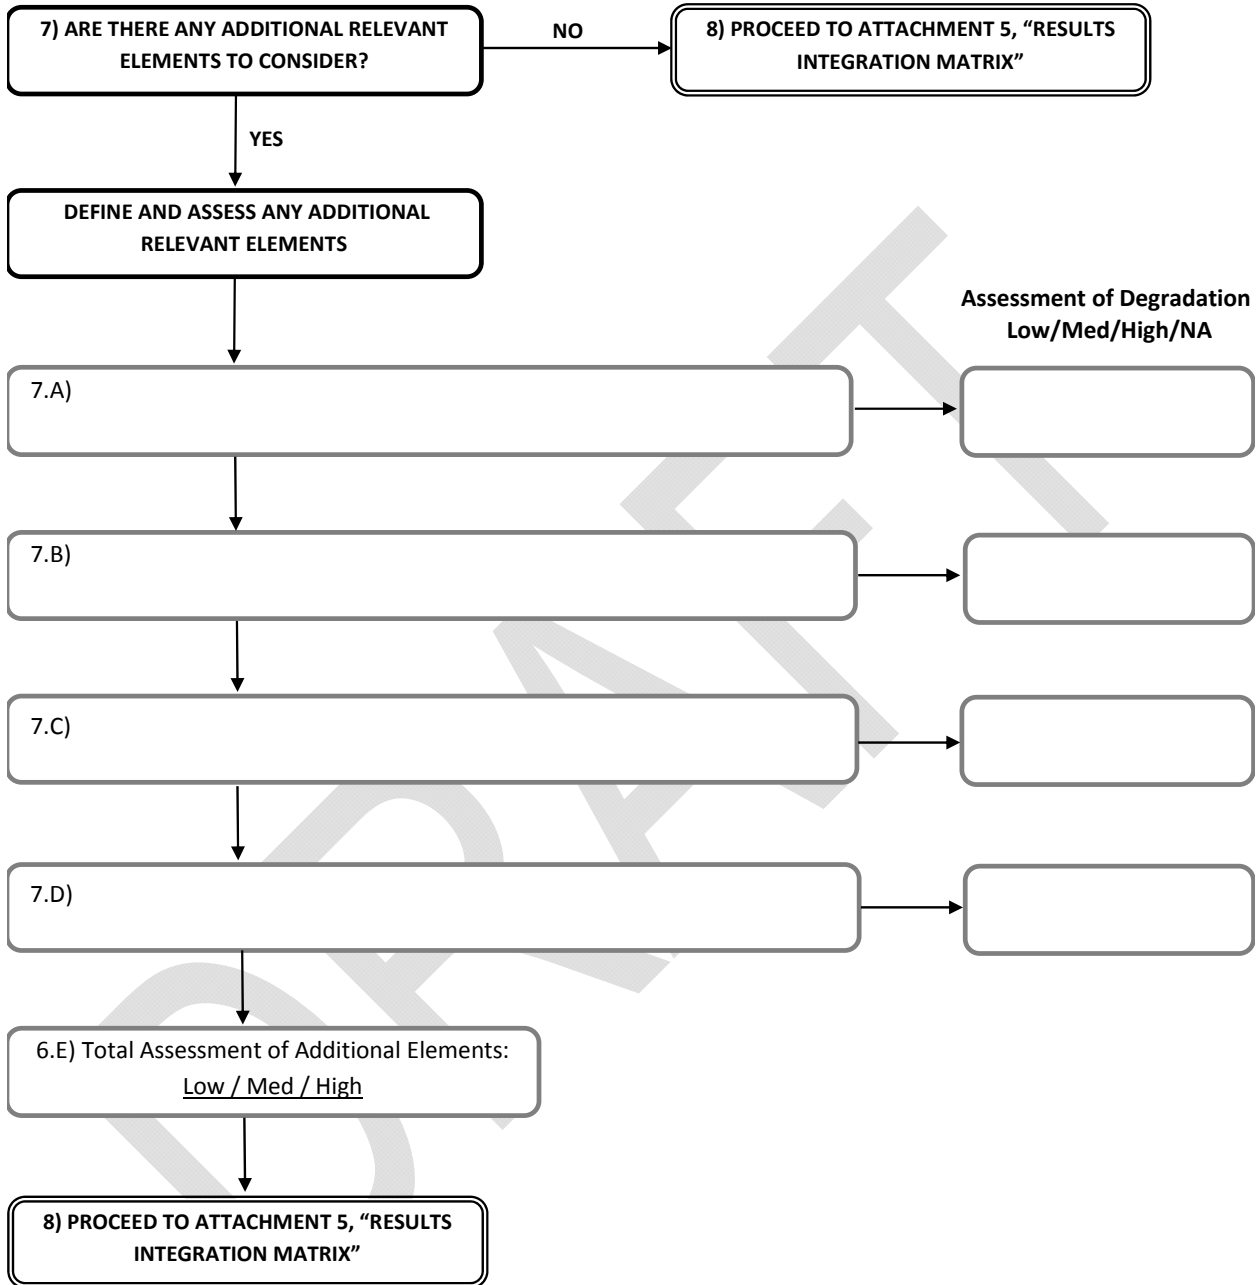 7) ARE THERE ANY ADDITIONAL RELEVANT
ELEMENTS TO CONSIDER?
NO
8) PROCEED TO ATTACHMENT 5, “RESULTS
INTEGRATION MATRIX”
YES
DEFINE AND ASSESS ANY ADDITIONAL
RELEVANT ELEMENTS
Assessment of Degradation
Low/Med/High/NA
7.A)
7.B)
7.C)
7.D)
6.E) Total Assessment of Additional Elements:
Low / Med / High
8) PROCEED TO ATTACHMENT 5, “RESULTS
INTEGRATION MATRIX”
DRAFT